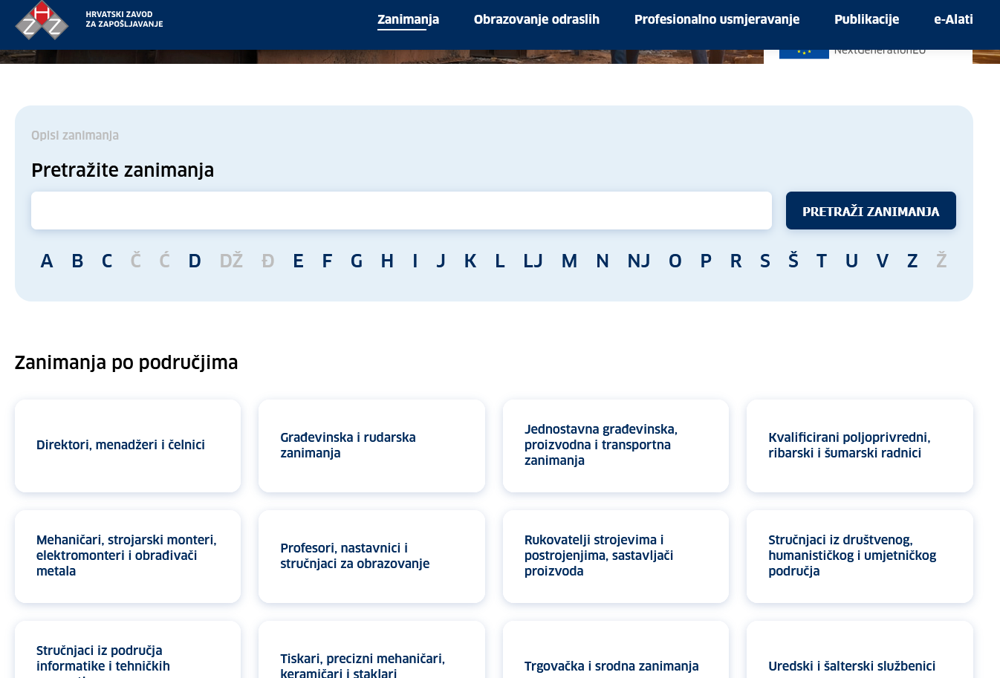 HRVATSKI ZAVOD
ZA ZAPOŠLJAVANJE
Zanimanja
Obrazovanje odraslih
Profesionalno usmjeravanje
Publikacije
e-Alati
NextGenerationEU
Opisi zanimanja
Pretražite zanimanja
PRETRAŽI ZANIMANJA
A B C Č Ć D DŽ Đ E F G H I J K L LJ M N NJ O P R S Š T U V Z Ž
Zanimanja po područjima
Direktori, menadžeri i čelnici
Građevinska i rudarska
zanimanja
Jednostavna građevinska,
proizvodna i transportna
zanimanja
Kvalificirani poljoprivredni,
ribarski i šumarski radnici
Mehaničari, strojarski monteri,
elektromonteri i obrađivači
metala
Profesori, nastavnici i
stručnjaci za obrazovanje
Rukovatelji strojevima i
postrojenjima, sastavljači
proizvoda
Stručnjaci iz društvenog,
humanističkog i umjetničkog
područja
Stručnjaci iz područja
informatike i tehničkih
Tiskari, precizni mehaničari,
keramičari i staklari
Trgovačka i srodna zanimanja
Uredski i šalterski službenici